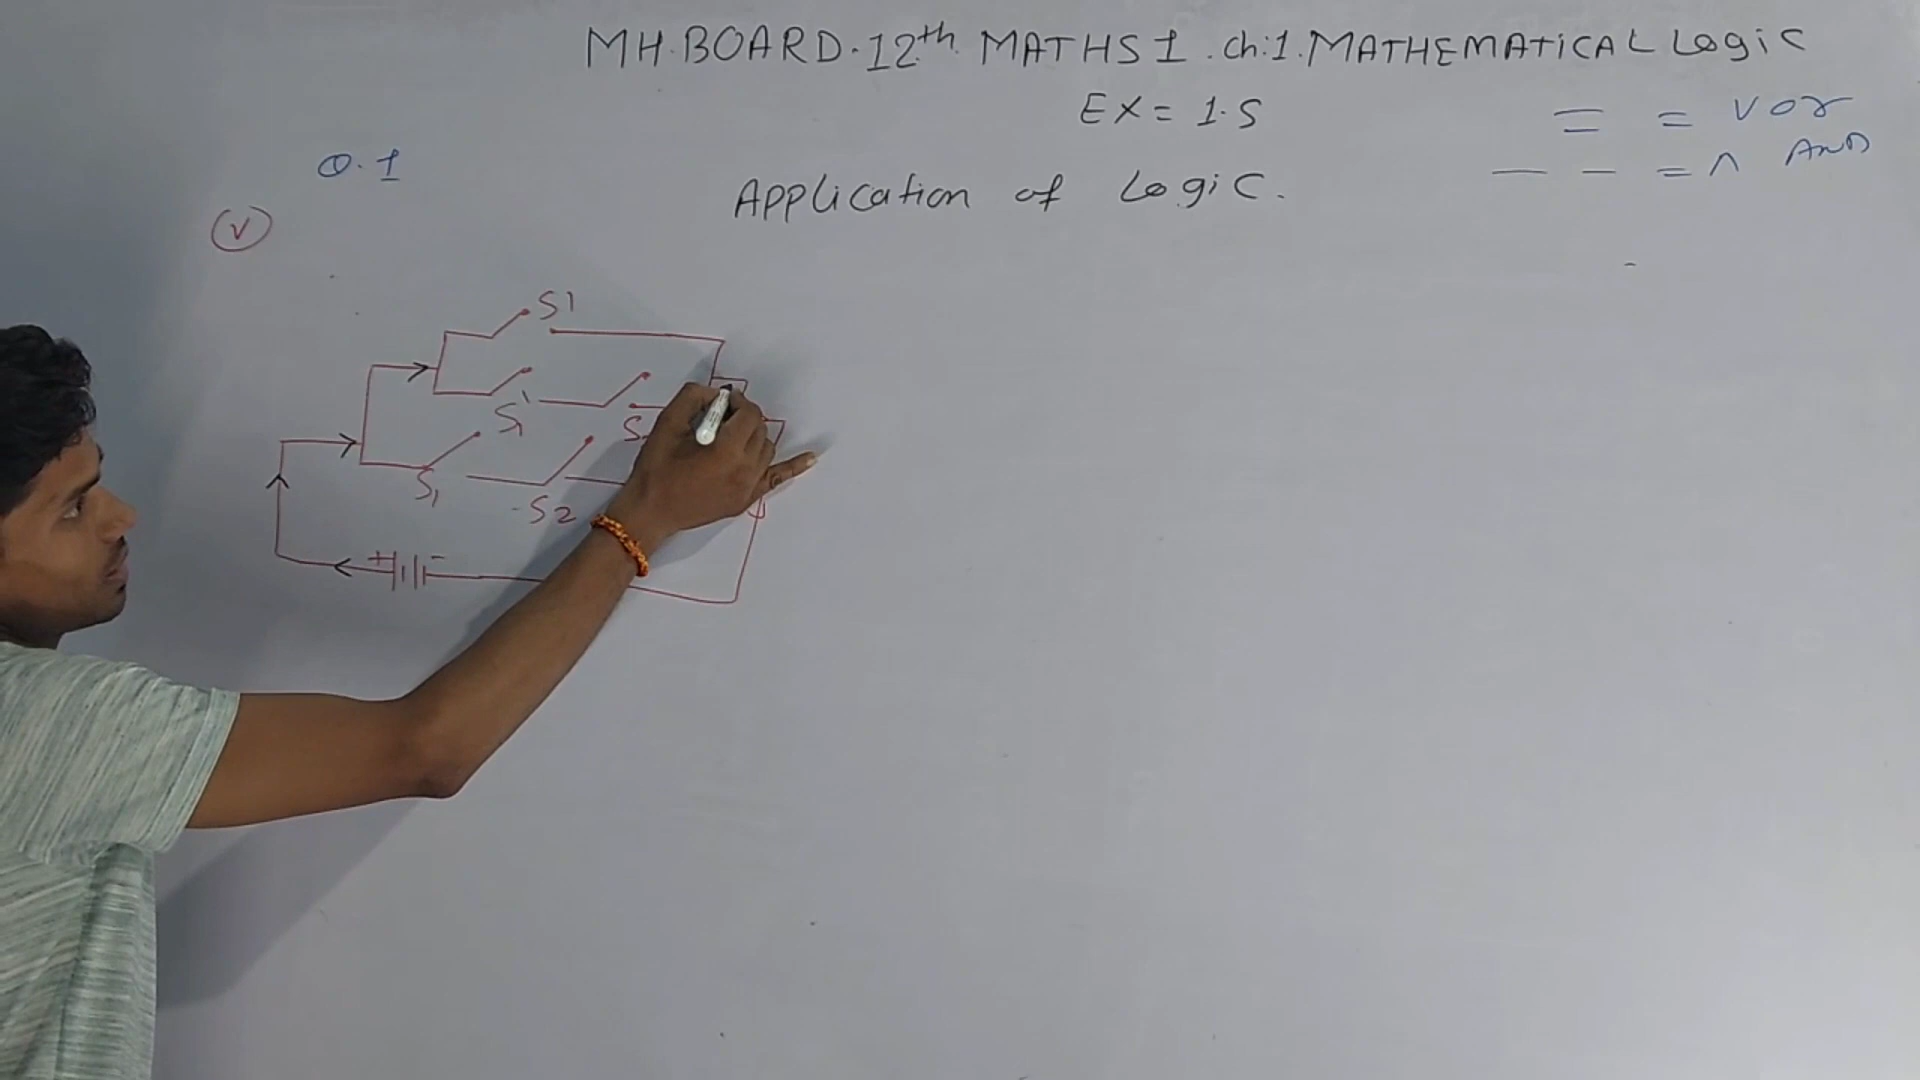 MH.BOARD.12th. MATHS 1. ch:1. MATHEMATICAL LogiC
EX = 1.5
= = V or
— — = ∧ AND
Q.1
Application of LogiC.
V
S1
S1'
S1
S2
+ -